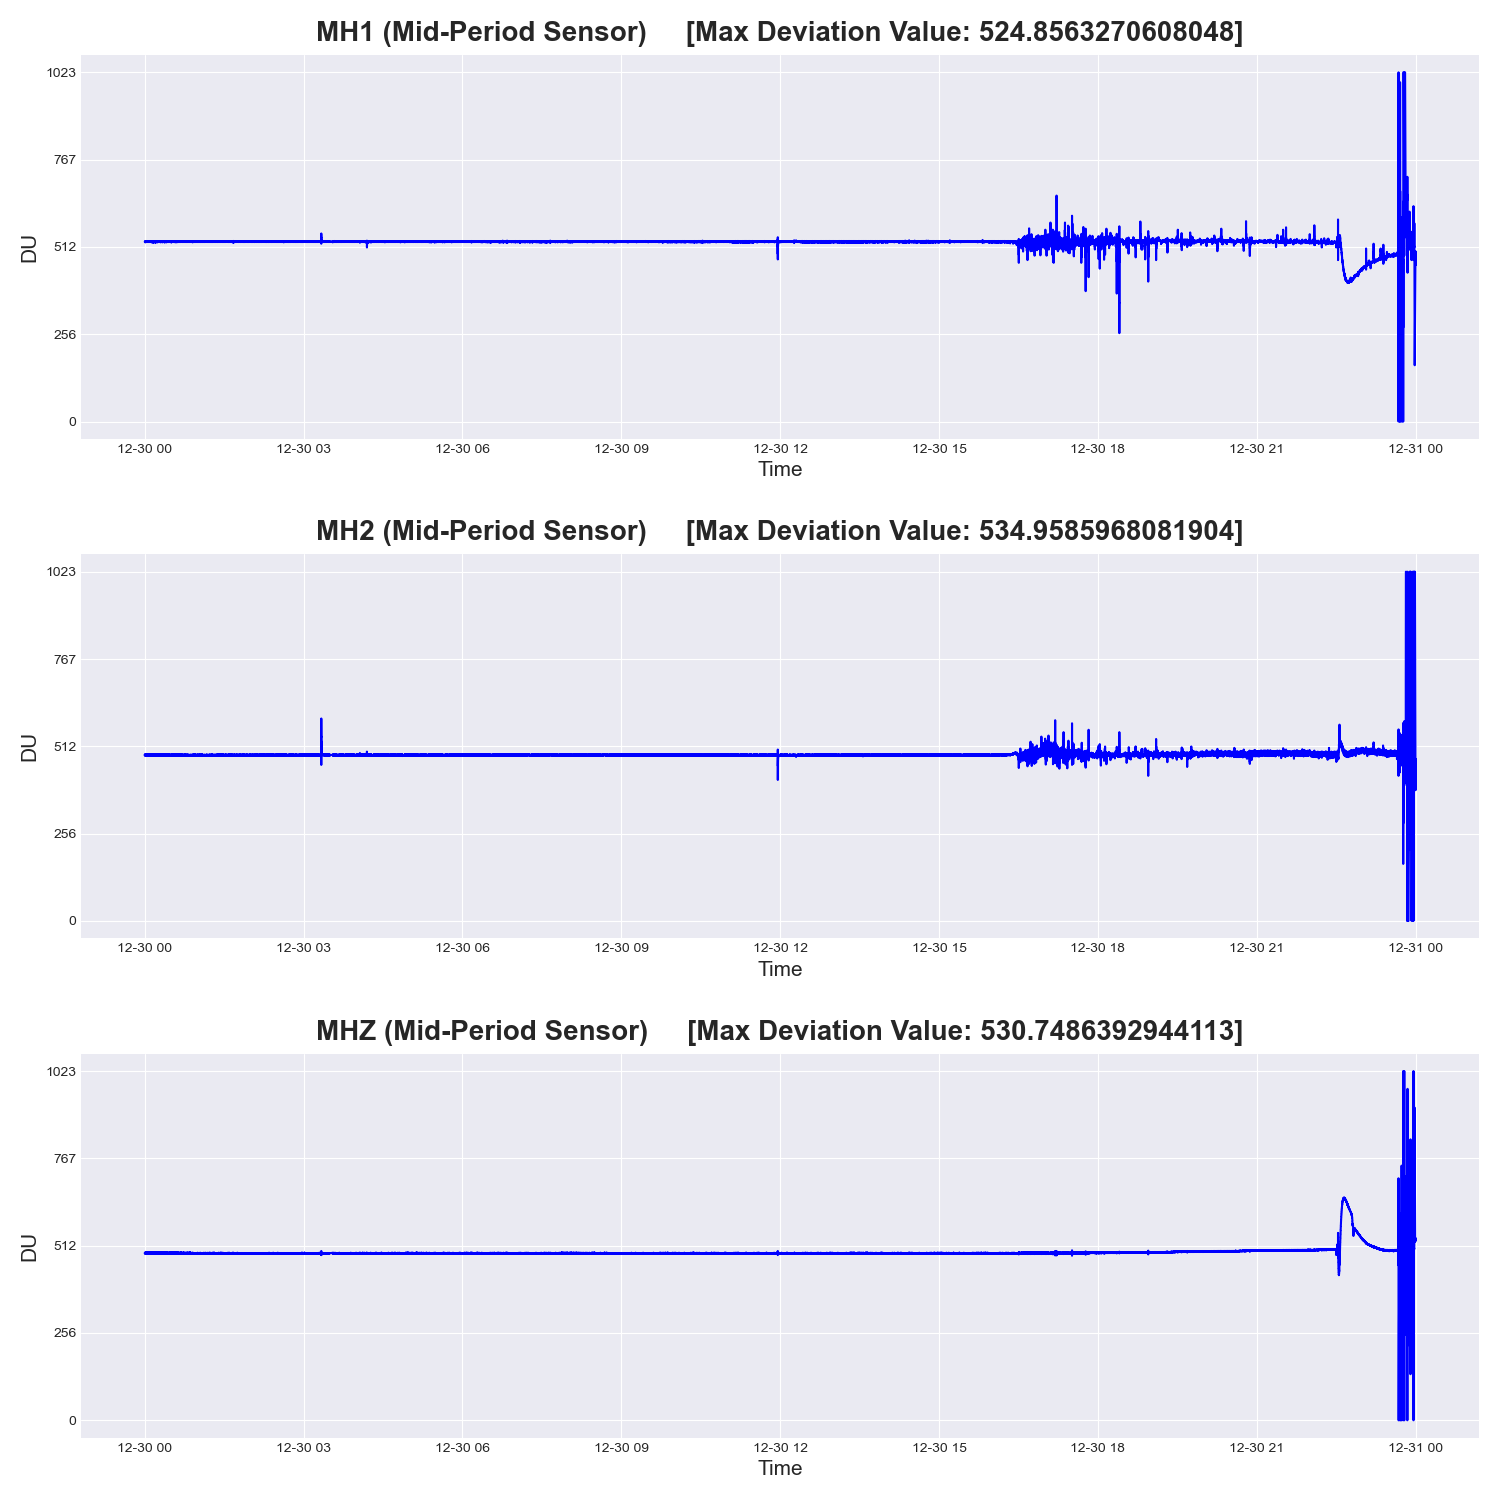 MH1 (Mid-Period Sensor) [Max Deviation Value: 524.8563270608048]
1023
767
512
256
0
DU
12-30 00 12-30 03 12-30 06 12-30 09 12-30 12 12-30 15 12-30 18 12-30 21 12-31 00
Time
MH2 (Mid-Period Sensor) [Max Deviation Value: 534.9585968081904]
1023
767
512
256
0
DU
12-30 00 12-30 03 12-30 06 12-30 09 12-30 12 12-30 15 12-30 18 12-30 21 12-31 00
Time
MHZ (Mid-Period Sensor) [Max Deviation Value: 530.7486392944113]
1023
767
512
256
0
DU
12-30 00 12-30 03 12-30 06 12-30 09 12-30 12 12-30 15 12-30 18 12-30 21 12-31 00
Time